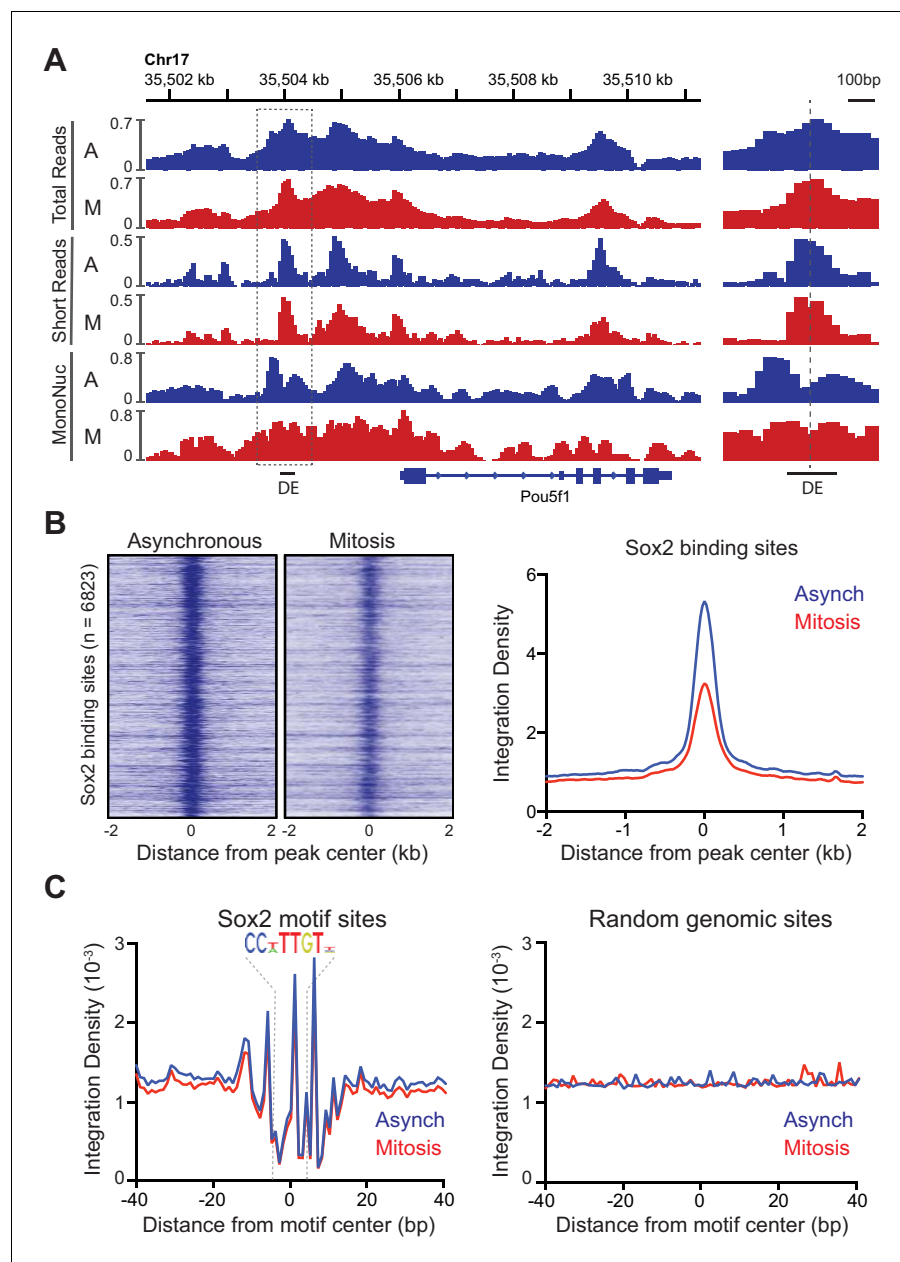 A
Chr17
35,502 kb 35,504 kb 35,506 kb 35,508 kb 35,510 kb 100bp
Total Reads
A
0.7
0
M
0.7
0
Short Reads
A
0.5
0
M
0.5
0
MonoNuc
A
0.8
0
M
0.8
0
DE
Pou5f1
DE
B
Asynchronous
Mitosis
Sox2 binding sites (n = 6823)
-2 0 2
-2 0 2
Distance from peak center (kb)
Sox2 binding sites
Asynch
Mitosis
Integration Density
6
4
2
0
-2 -1 0 1 2
Distance from peak center (kb)
C
Sox2 motif sites
CC TTGT
Integration Density (10-3)
3
2
1
0
Asynch
Mitosis
-40 -20 0 20 40
Distance from motif center (bp)
Random genomic sites
Integration Density (10-3)
3
2
1
0
Asynch
Mitosis
-40 -20 0 20 40
Distance from motif center (bp)